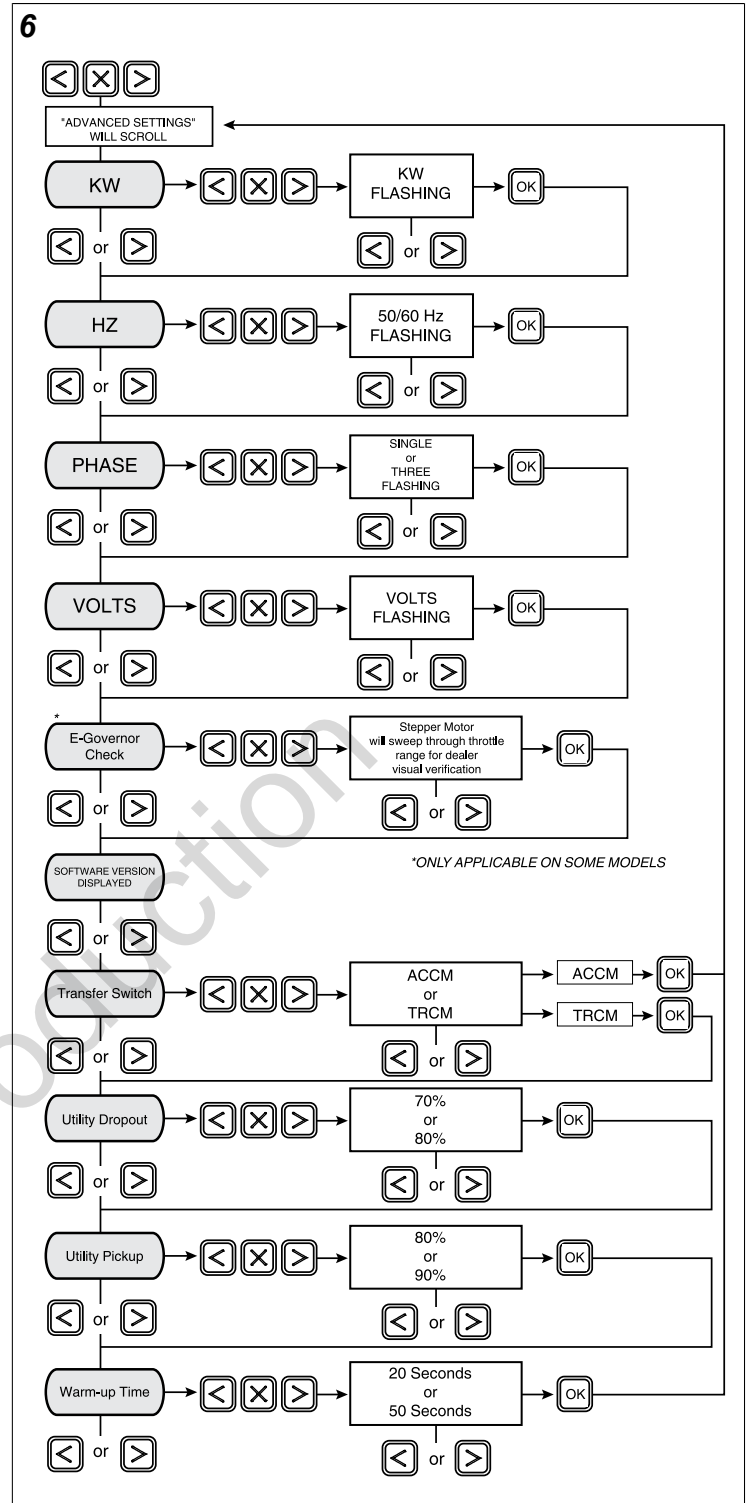 6
< X >
"ADVANCED SETTINGS"
WILL SCROLL
KW
< X >
KW
FLASHING
OK
< or >
< or >
HZ
< X >
50/60 Hz
FLASHING
OK
< or >
< or >
PHASE
< X >
SINGLE
or
THREE
FLASHING
OK
< or >
< or >
VOLTS
< X >
VOLTS
FLASHING
OK
< or >
< or >
*
E-Governor
Check
< X >
Stepper Motor
will sweep through throttle
range for dealer
visual verification
OK
< or >
< or >
SOFTWARE VERSION
DISPLAYED
*ONLY APPLICABLE ON SOME MODELS
< or >
Transfer Switch
< X >
ACCM
or
TRCM
ACCM
OK
TRCM
OK
< or >
< or >
Utility Dropout
< X >
70%
or
80%
OK
< or >
< or >
Utility Pickup
< X >
80%
or
90%
OK
< or >
< or >
Warm-up Time
< X >
20 Seconds
or
50 Seconds
OK
< or >
< or >
oduction